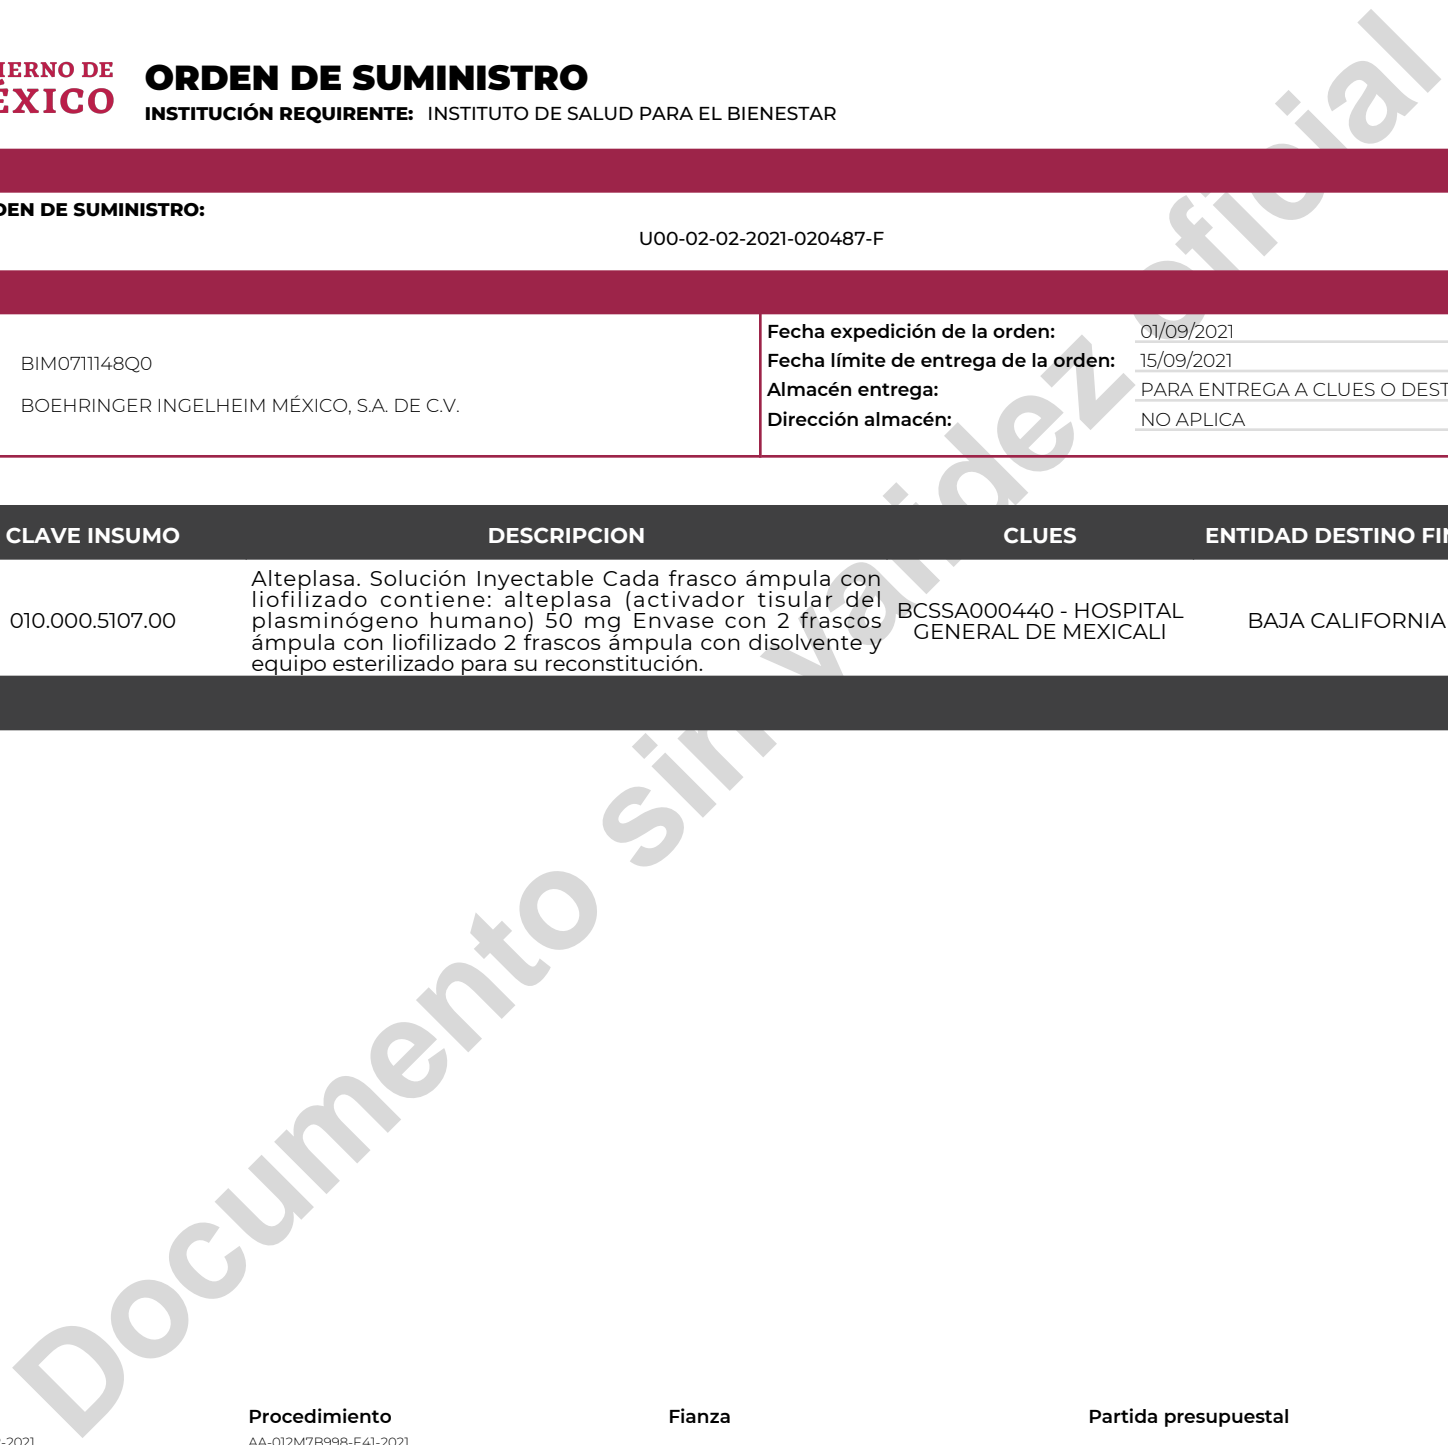 IERNO DE
ÉXICO
ORDEN DE SUMINISTRO
INSTITUCIÓN REQUIRENTE: INSTITUTO DE SALUD PARA EL BIENESTAR
DEN DE SUMINISTRO:
U00-02-02-2021-020487-F
BIM0711148Q0
BOEHRINGER INGELHEIM MÉXICO, S.A. DE C.V.
Fecha expedición de la orden: 01/09/2021
Fecha límite de entrega de la orden: 15/09/2021
Almacén entrega: PARA ENTREGA A CLUES O DEST
Dirección almacén: NO APLICA
CLAVE INSUMO DESCRIPCION CLUES ENTIDAD DESTINO FIN
010.000.5107.00
Alteplasa. Solución Inyectable Cada frasco ámpula con
liofilizado contiene: alteplasa (activador tisular del
plasminógeno humano) 50 mg Envase con 2 frascos
ámpula con liofilizado 2 frascos ámpula con disolvente y
equipo esterilizado para su reconstitución.
BCSSA000440 - HOSPITAL
GENERAL DE MEXICALI
BAJA CALIFORNIA
Documento sin validez oficial
Procedimiento Fianza Partida presupuestal
-2021 AA-012M7B998-E41-2021